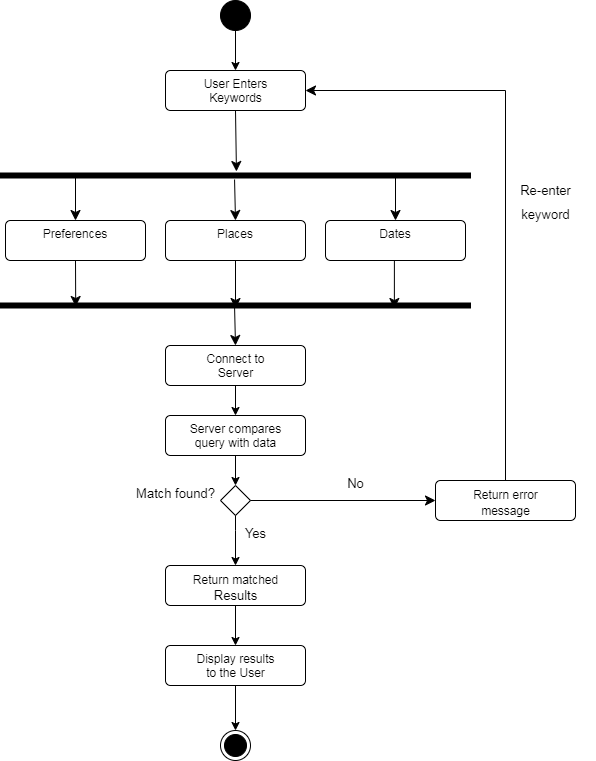 User Enters
Keywords
Re-enter
keyword
Preferences
Places
Dates
Connect to
Server
Server compares
query with data
Match found?
No
Return error
message
Yes
Return matched
Results
Display results
to the User